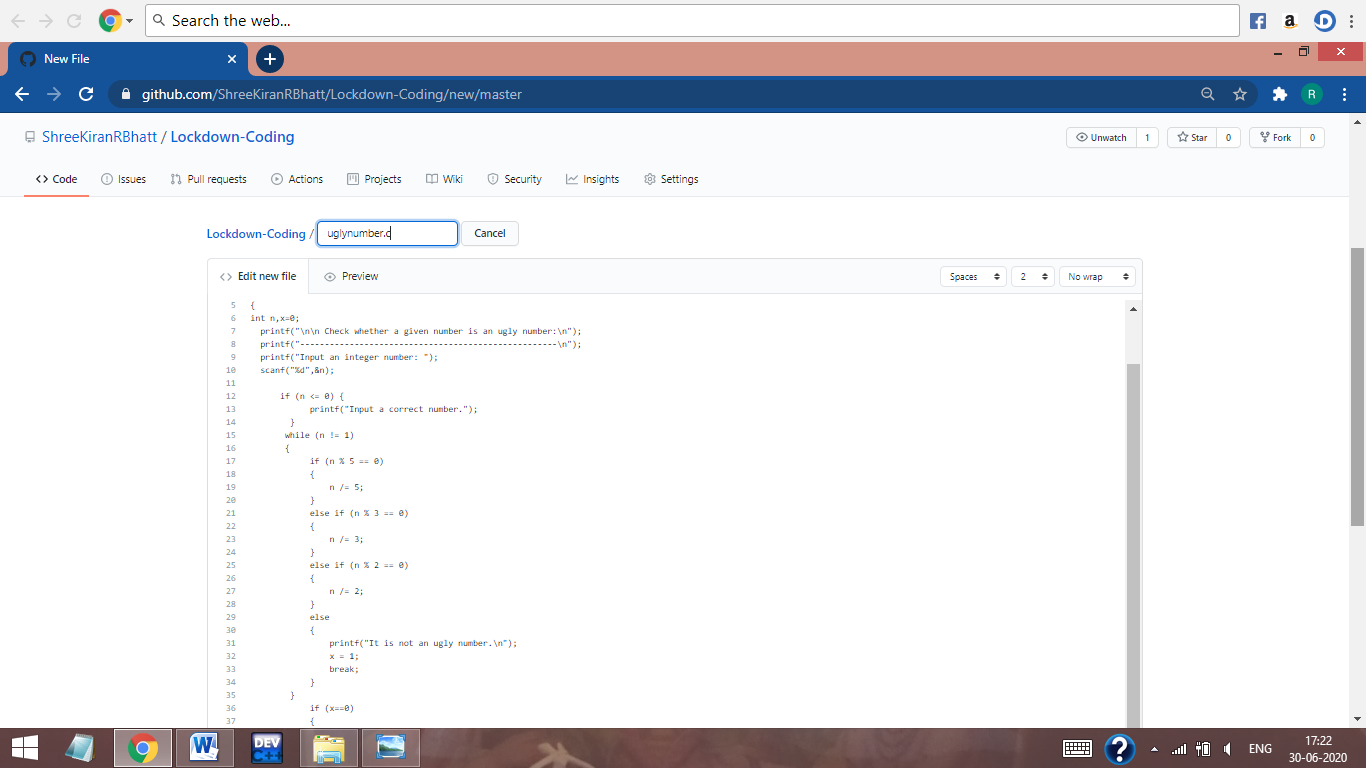 Search the web...
New File
github.com/ShreeKiranRBhatt/Lockdown-Coding/new/master
R
ShreeKiranRBhatt / Lockdown-Coding
Unwatch 1 Star 0 Fork 0
Code Issues Pull requests Actions Projects Wiki Security Insights Settings
Lockdown-Coding / uglynumber.c Cancel
Edit new file Preview Spaces 2 No wrap
5 {
6 int n,x=0;
7 printf("\n\n Check whether a given number is an ugly number:\n");
8 printf("----------------------------------------------------\n");
9 printf("Input an integer number: ");
10 scanf("%d",&n);
11
12 if (n <= 0) {
13 printf("Input a correct number.");
14 }
15 while (n != 1)
16 {
17 if (n % 5 == 0)
18 {
19 n /= 5;
20 }
21 else if (n % 3 == 0)
22 {
23 n /= 3;
24 }
25 else if (n % 2 == 0)
26 {
27 n /= 2;
28 }
29 else
30 {
31 printf("It is not an ugly number.\n");
32 x = 1;
33 break;
34 }
35 }
36 if (x==0)
37 {
DEV C++
ENG
17:22
30-06-2020